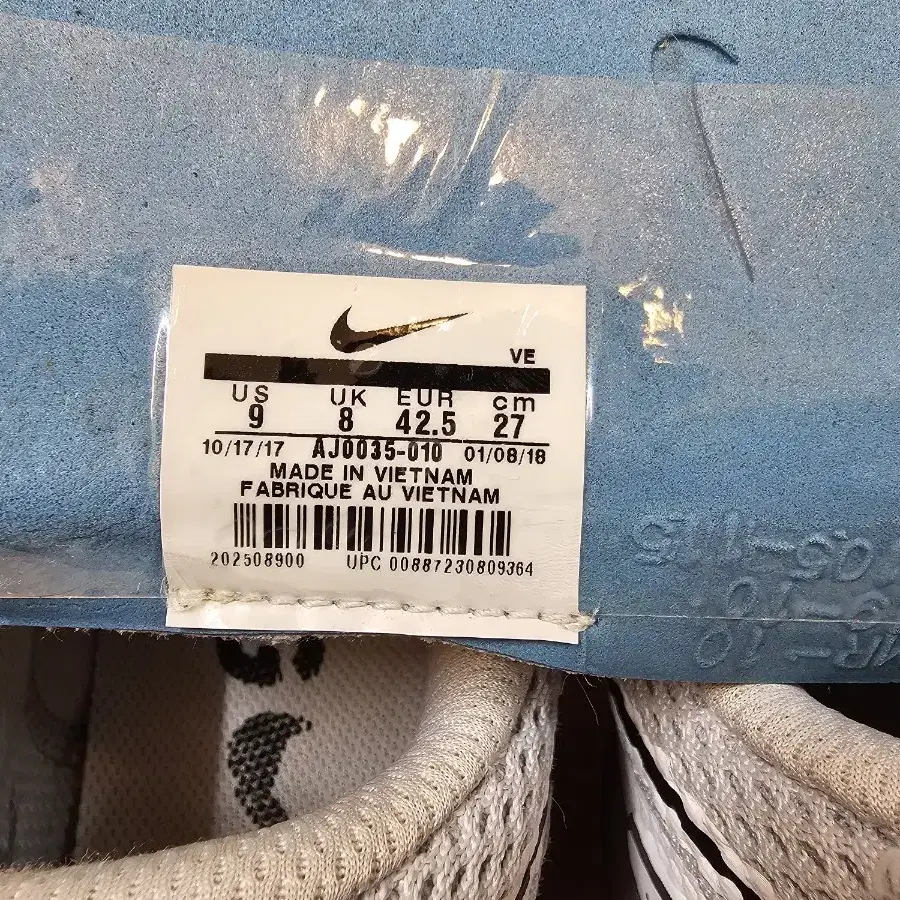 VE
US UK EUR cm
9 8 42.5 27
10/17/17 AJ0035-010 01/08/18
MADE IN VIETNAM
FABRIQUE AU VIETNAM
202508900 UPC 00887230809364